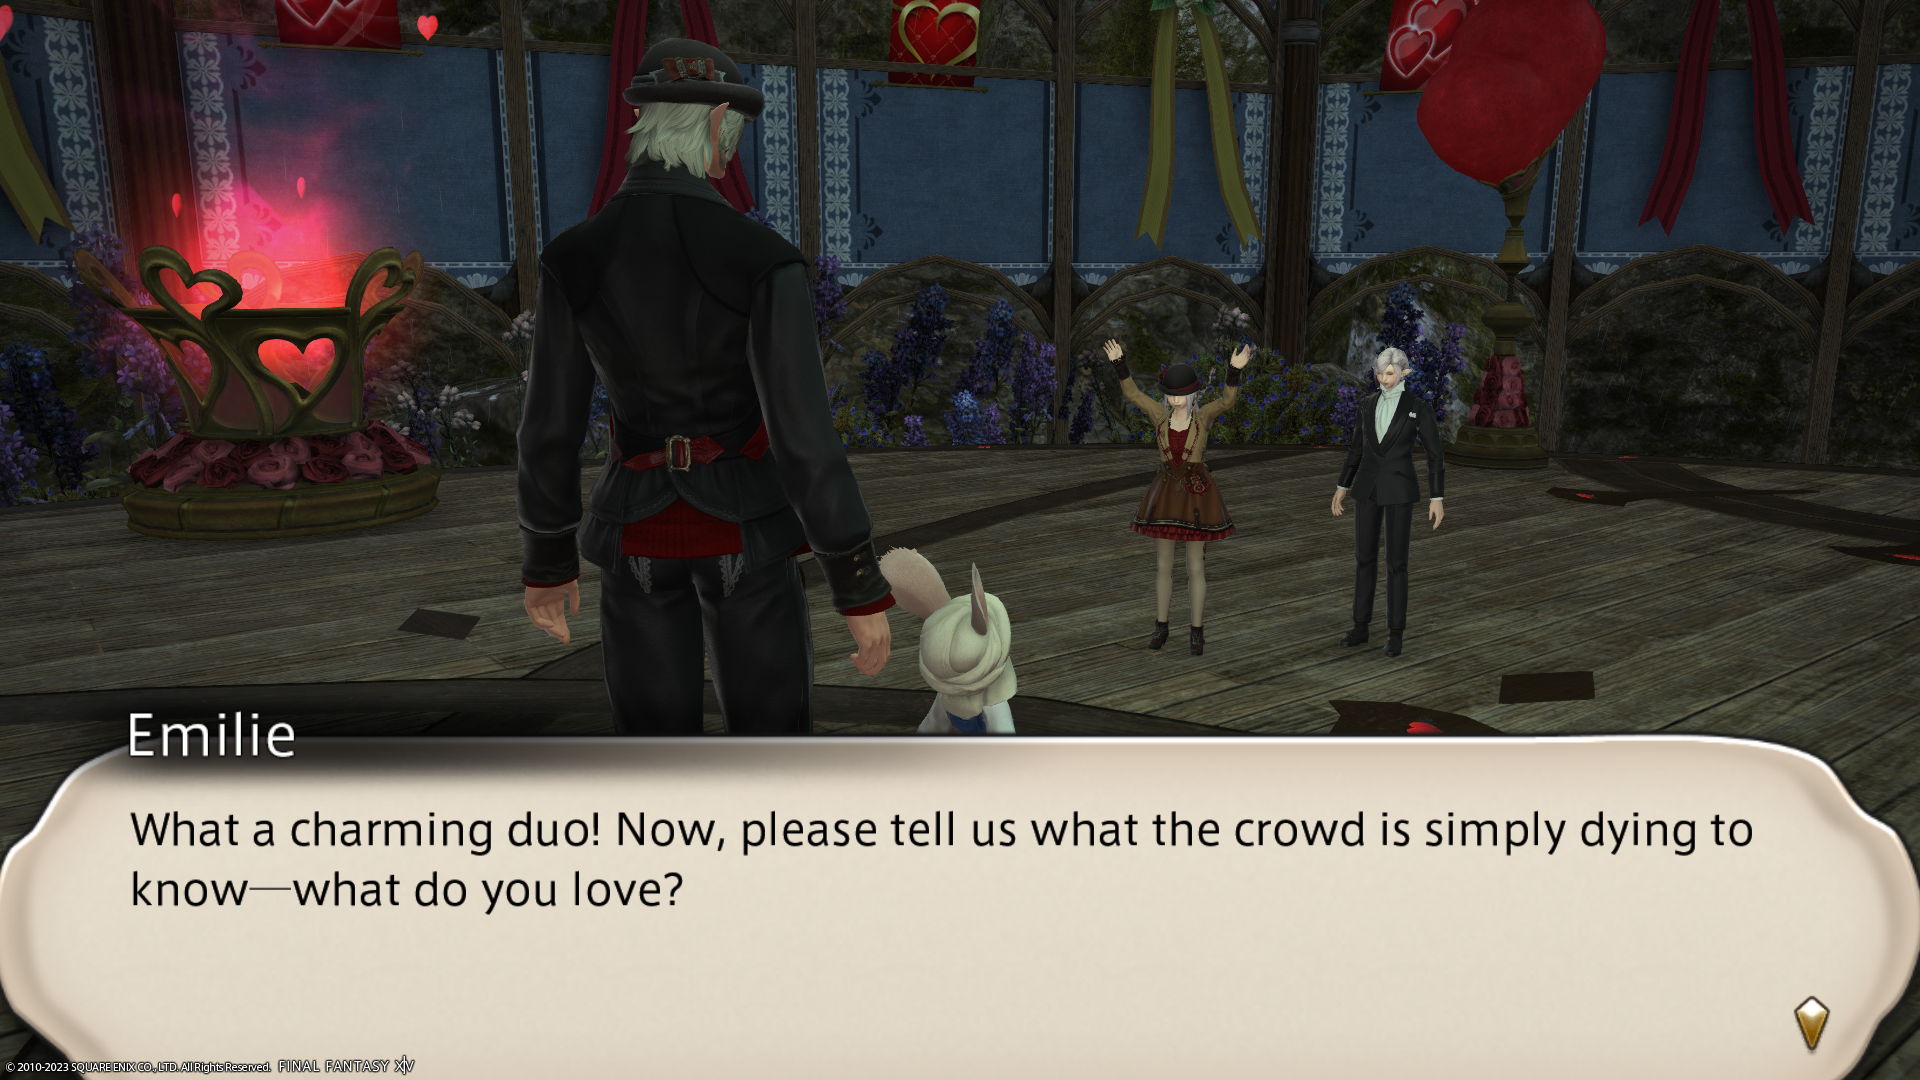 Emilie
What a charming duo! Now, please tell us what the crowd is simply dying to
know—what do you love?
© 2010-2023 SQUARE ENIX CO., LTD. All Rights Reserved. FINAL FANTASY XIV